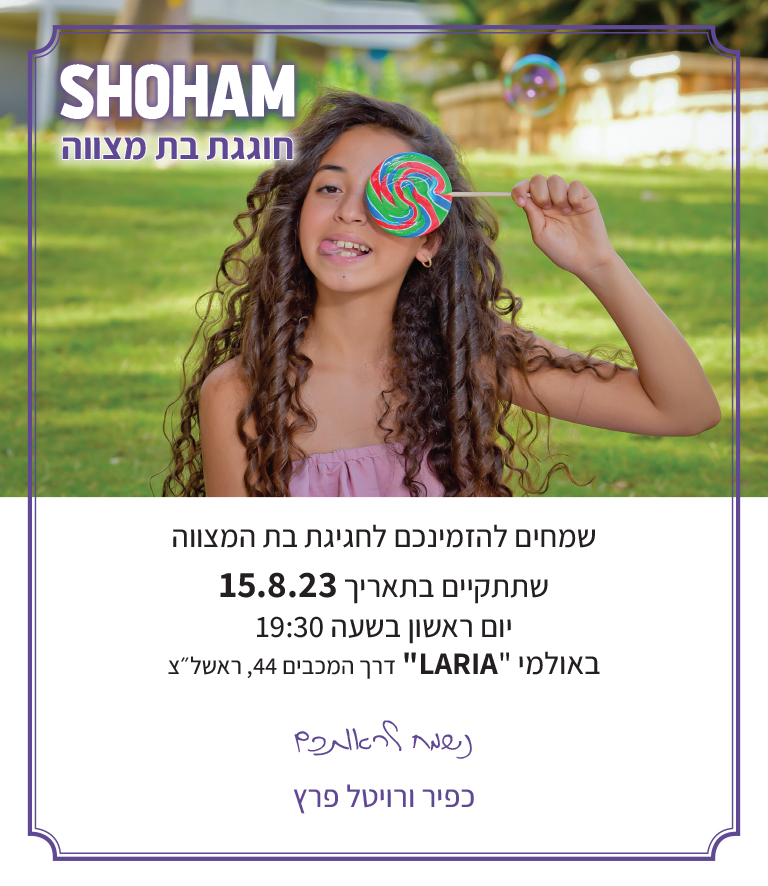 SHOHAM
חוגגת בת מצווה
שמחים להזמינכם לחגיגת בת המצווה
שתתקיים בתאריך 15.8.23
יום ראשון בשעה 19:30
באולמי "LARIA" דרך המכבים 44, ראשל״צ
נשמח לראותכם
כפיר ורויטל פרץ